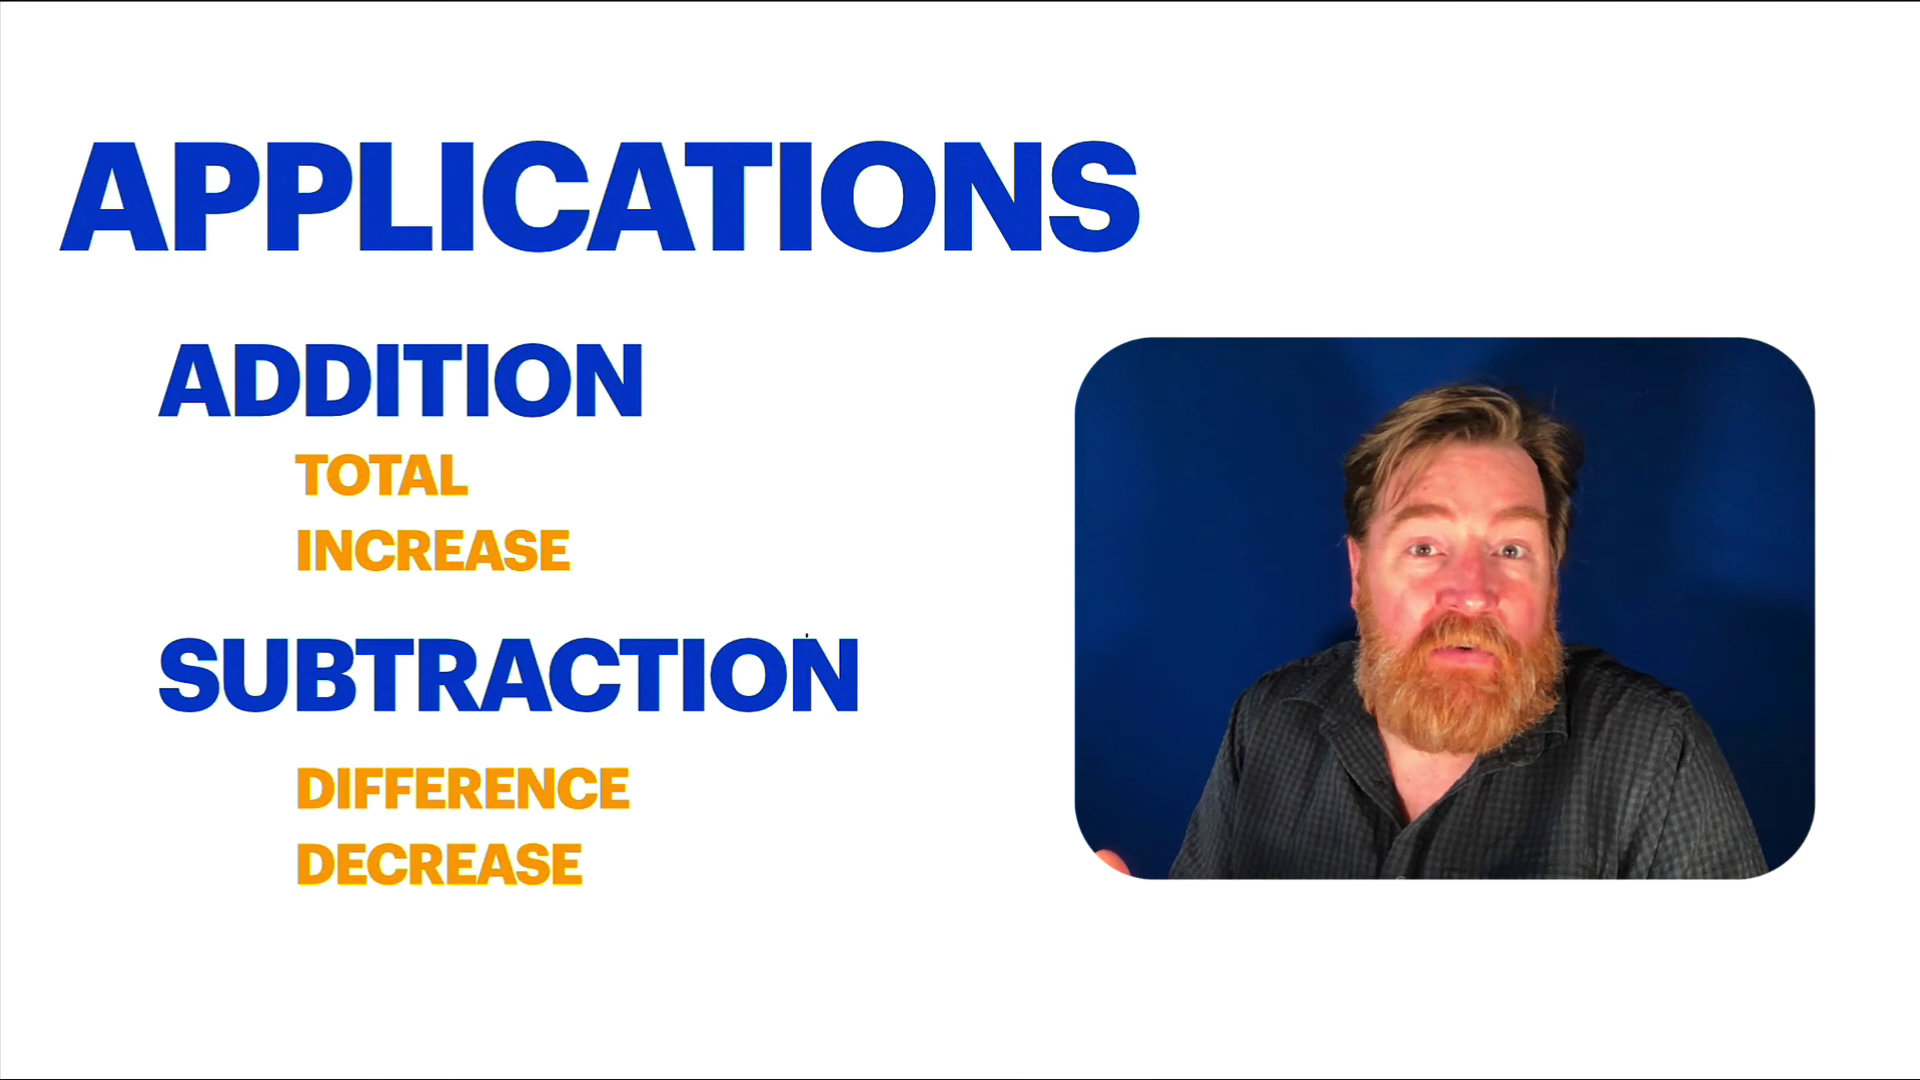 APPLICATIONS
ADDITION
TOTAL
INCREASE
SUBTRACTION
DIFFERENCE
DECREASE